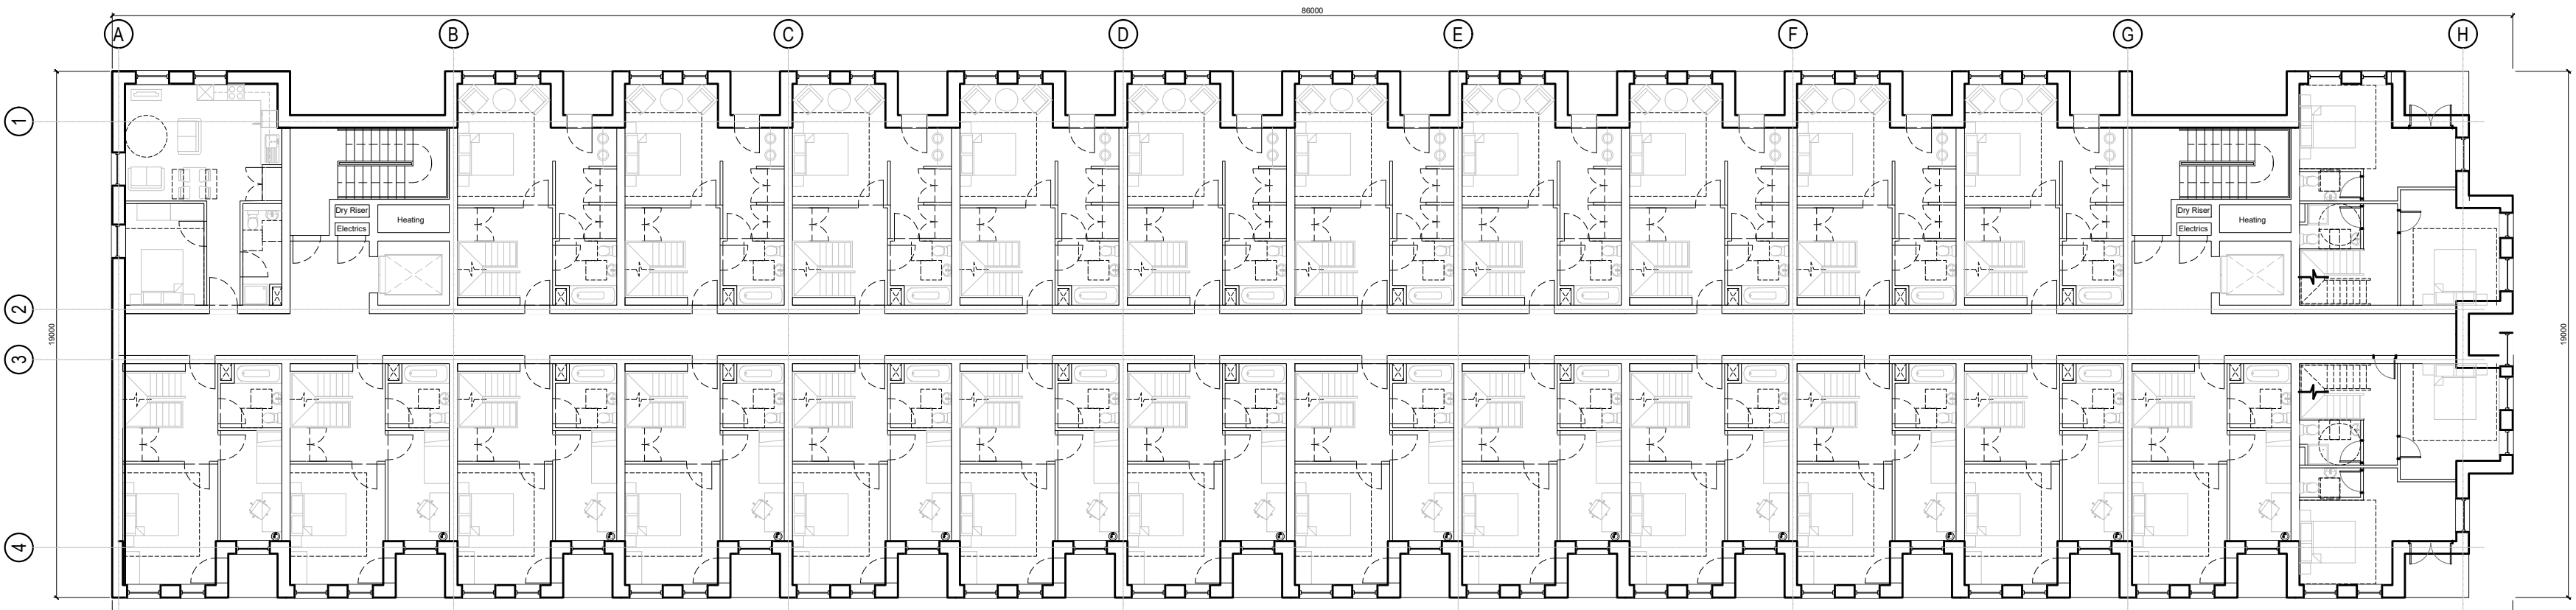 86000
A B C D E F G H
1
Dry Riser
Heating
Electrics
Dry Riser
Heating
Electrics
2
19000
19000
3
4